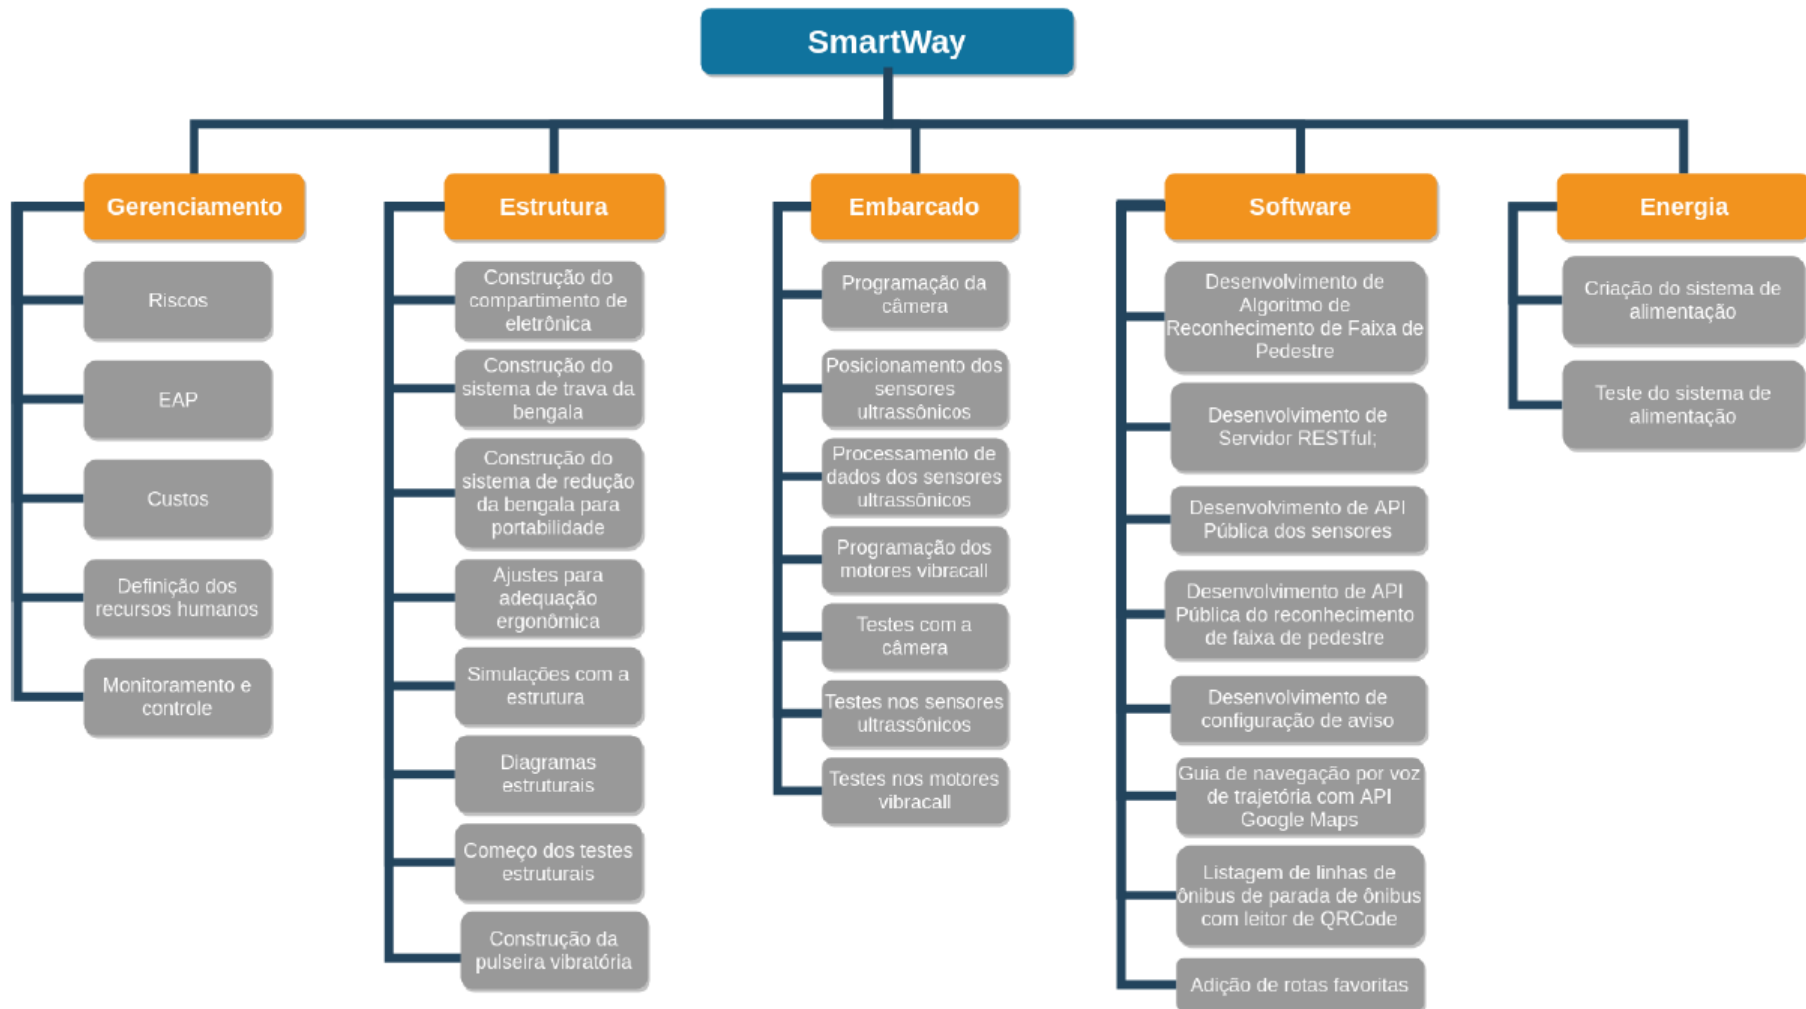 SmartWay
Gerenciamento
Riscos
EAP
Custos
Definição dos
recursos humanos
Monitoramento e
controle
Estrutura
Construção do
compartimento de
eletrônica
Construção do
sistema de trava da
bengala
Construção do
sistema de redução
da bengala para
portabilidade
Ajustes para
adequação
ergonômica
Simulações com a
estrutura
Diagramas
estruturais
Começo dos testes
estruturais
Construção da
pulseira vibratória
Embarcado
Programação da
câmera
Posicionamento dos
sensores
ultrassônicos
Processamento de
dados dos sensores
ultrassônicos
Programação dos
motores vibracall
Testes com a
câmera
Testes nos sensores
ultrassônicos
Testes nos motores
vibracall
Software
Desenvolvimento de
Algoritmo de
Reconhecimento de Faixa de
Pedestre
Desenvolvimento de
Servidor RESTful;
Desenvolvimento de API
Pública dos sensores
Desenvolvimento de API
Pública do reconhecimento
de faixa de pedestre
Desenvolvimento de
configuração de aviso
Guia de navegação por voz
de trajetória com API
Google Maps
Listagem de linhas de
ônibus de parada de ônibus
com leitor de QRCode
Adição de rotas favoritas
Energia
Criação do sistema de
alimentação
Teste do sistema de
alimentação